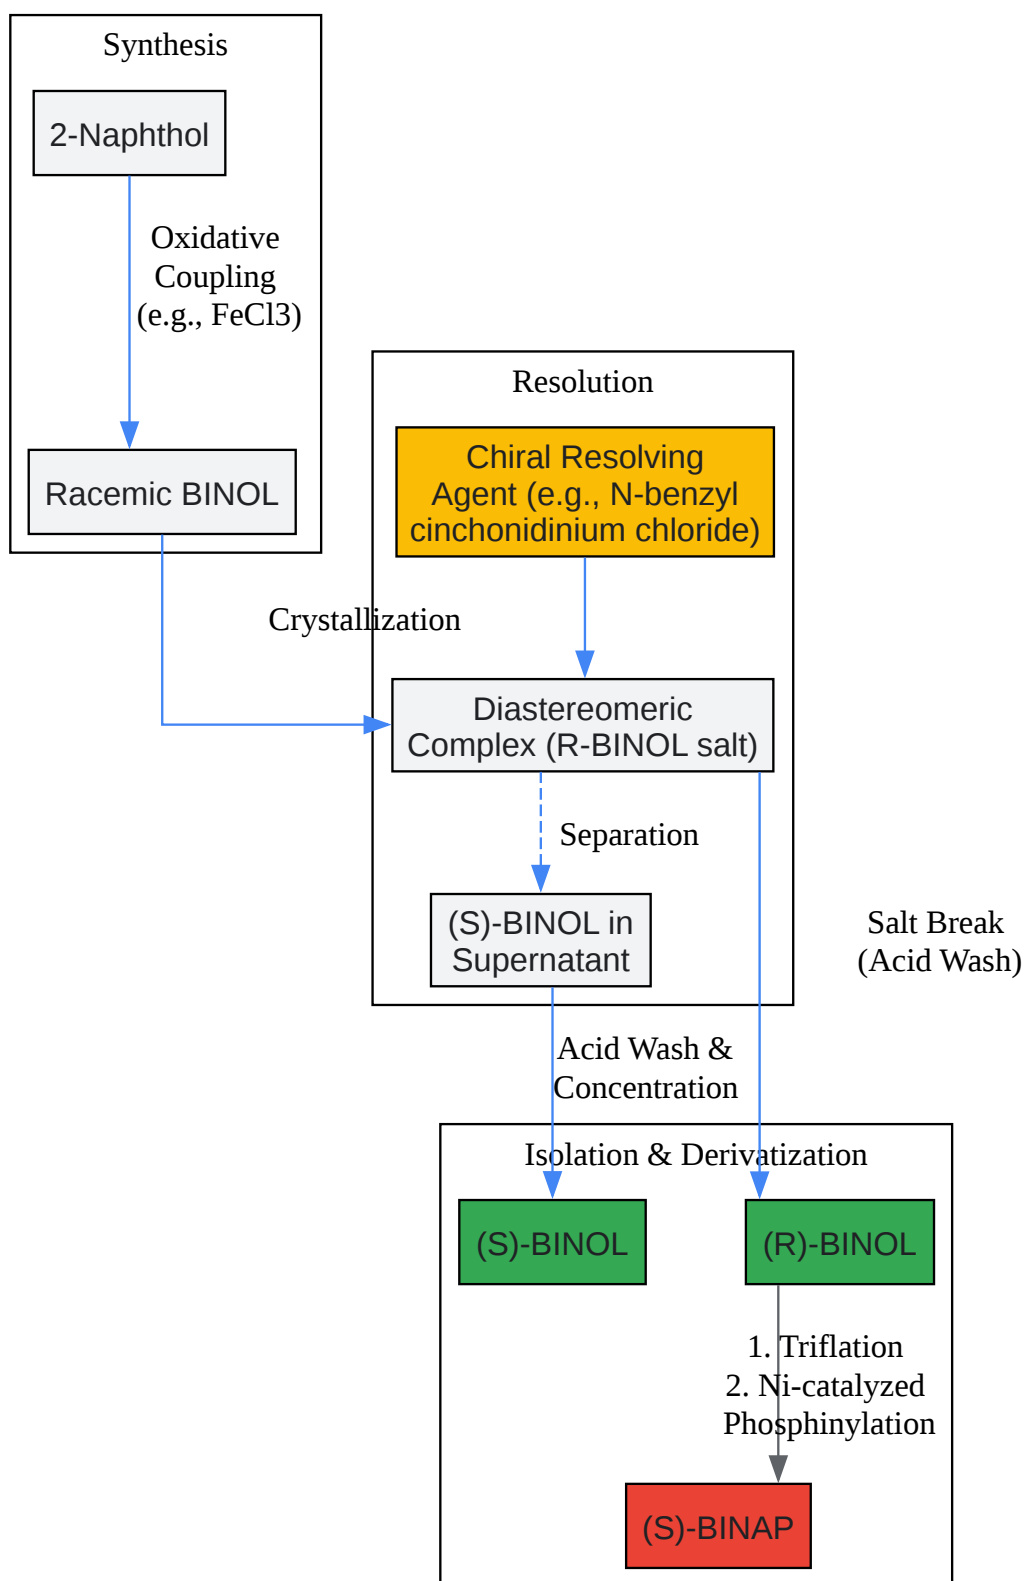 Synthesis
2-Naphthol
Oxidative
Coupling
(e.g., FeCl3)
Racemic BINOL
Resolution
Chiral Resolving
Agent (e.g., N-benzyl
cinchonidinium chloride)
Crystallization
Diastereomeric
Complex (R-BINOL salt)
Separation
(S)-BINOL in
Supernatant
Salt Break
(Acid Wash)
Acid Wash &
Concentration
Isolation & Derivatization
(S)-BINOL
(R)-BINOL
1. Triflation
2. Ni-catalyzed
Phosphinylation
(S)-BINAP